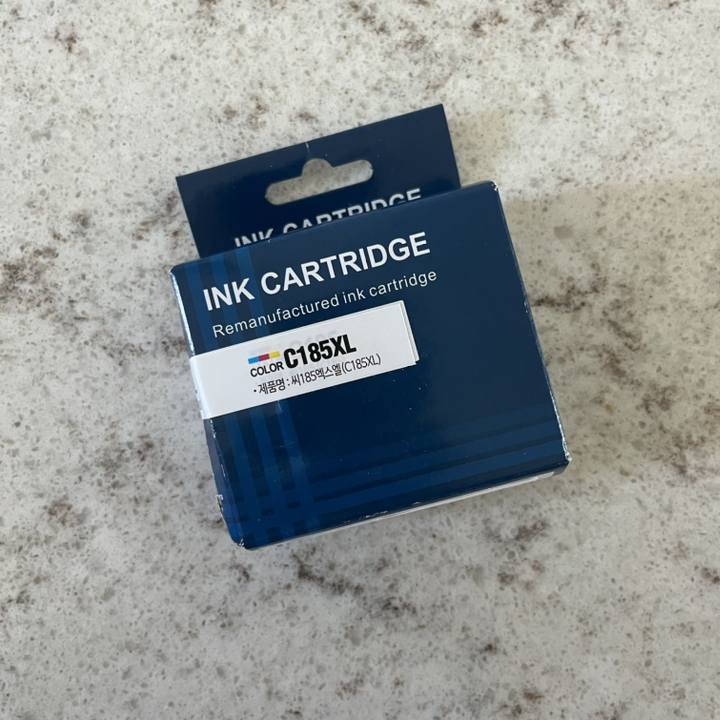 INK CARTRIDGE
INK CARTRIDGE
Remanufactured ink cartridge
COLOR C185XL
• 제품명 : 씨185엑스엘(C185XL)